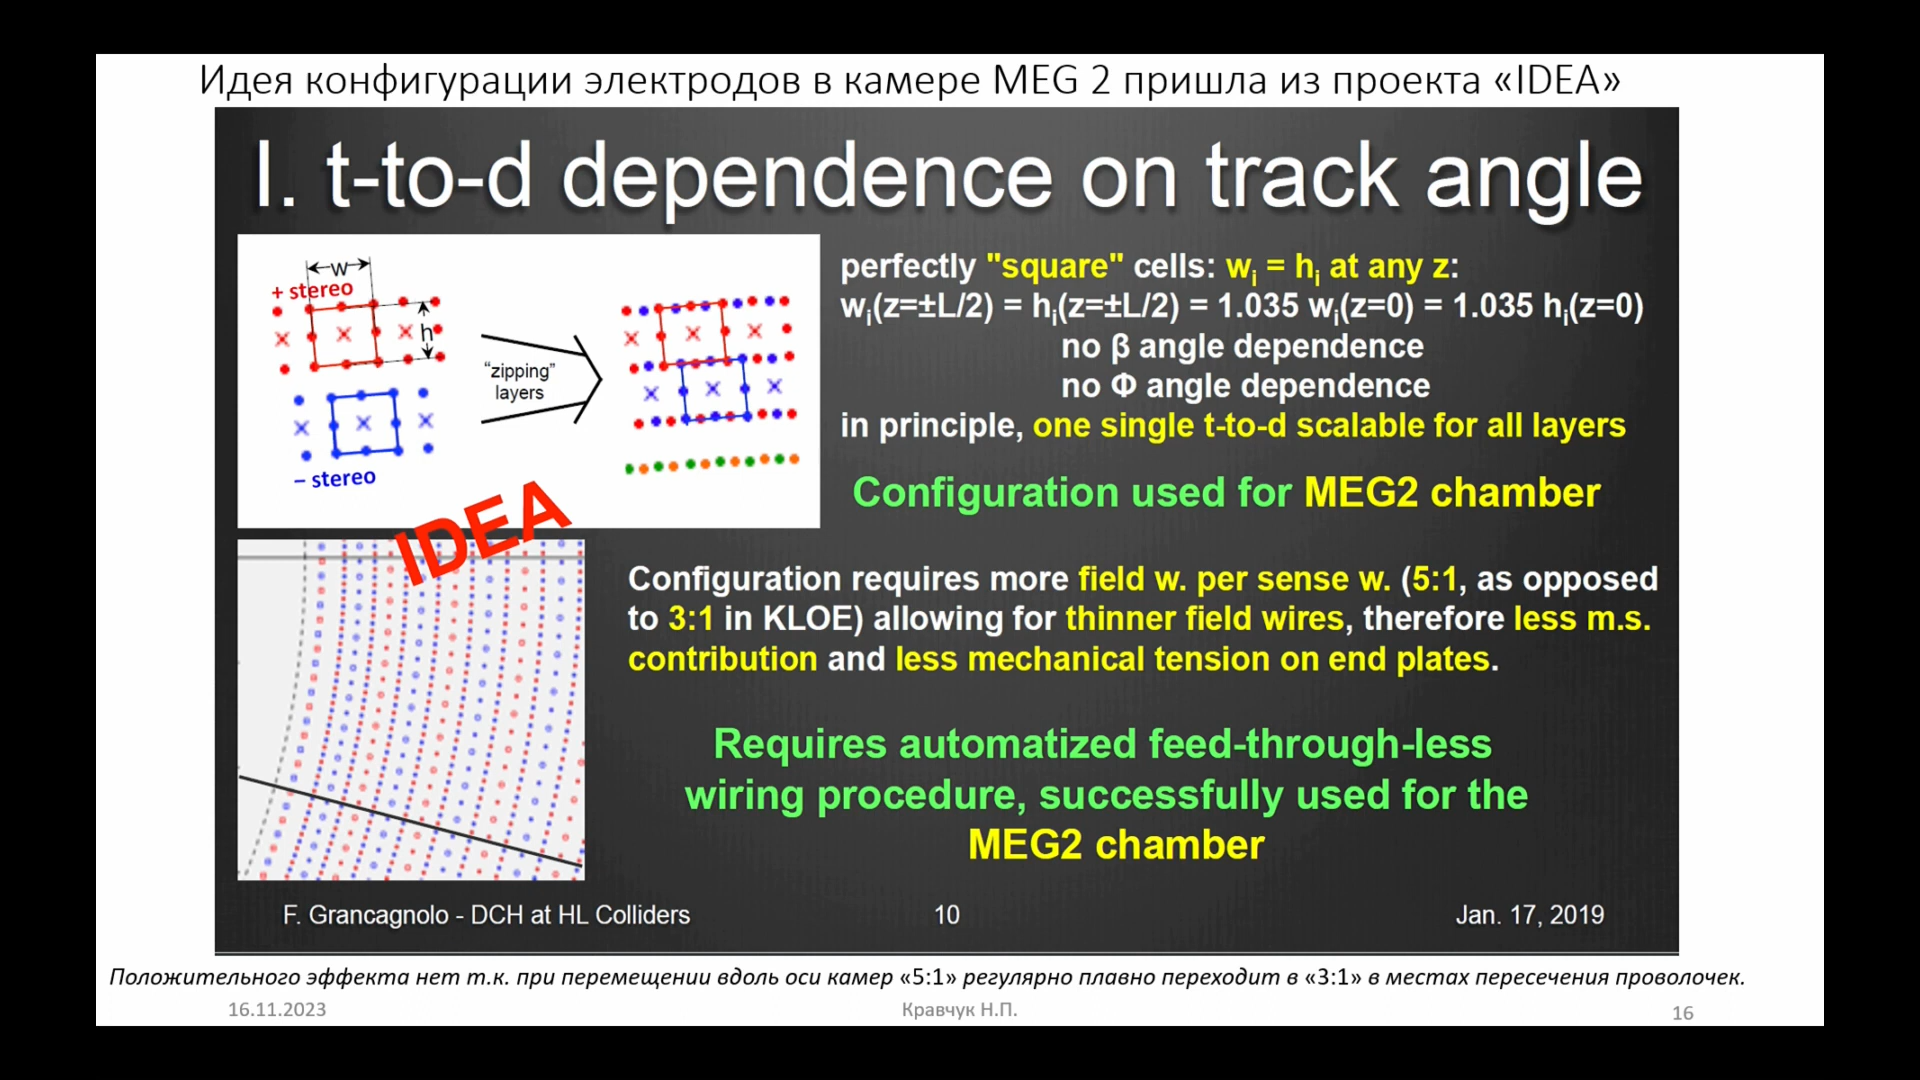 Идея конфигурации электродов в камере MEG 2 пришла из проекта «IDEA»
I. t-to-d dependence on track angle
w
+ stereo
h
"zipping"
layers
− stereo
IDEA
perfectly "square" cells: wi = hi at any z:
wi(z=±L/2) = hi(z=±L/2) = 1.035 wi(z=0) = 1.035 hi(z=0)
no β angle dependence
no Φ angle dependence
in principle, one single t-to-d scalable for all layers
Configuration used for MEG2 chamber
Configuration requires more field w. per sense w. (5:1, as opposed
to 3:1 in KLOE) allowing for thinner field wires, therefore less m.s.
contribution and less mechanical tension on end plates.
Requires automatized feed-through-less
wiring procedure, successfully used for the
MEG2 chamber
F. Grancagnolo - DCH at HL Colliders
10
Jan. 17, 2019
Положительного эффекта нет т.к. при перемещении вдоль оси камер «5:1» регулярно плавно переходит в «3:1» в местах пересечения проволочек.
16.11.2023
Кравчук Н.П.
16